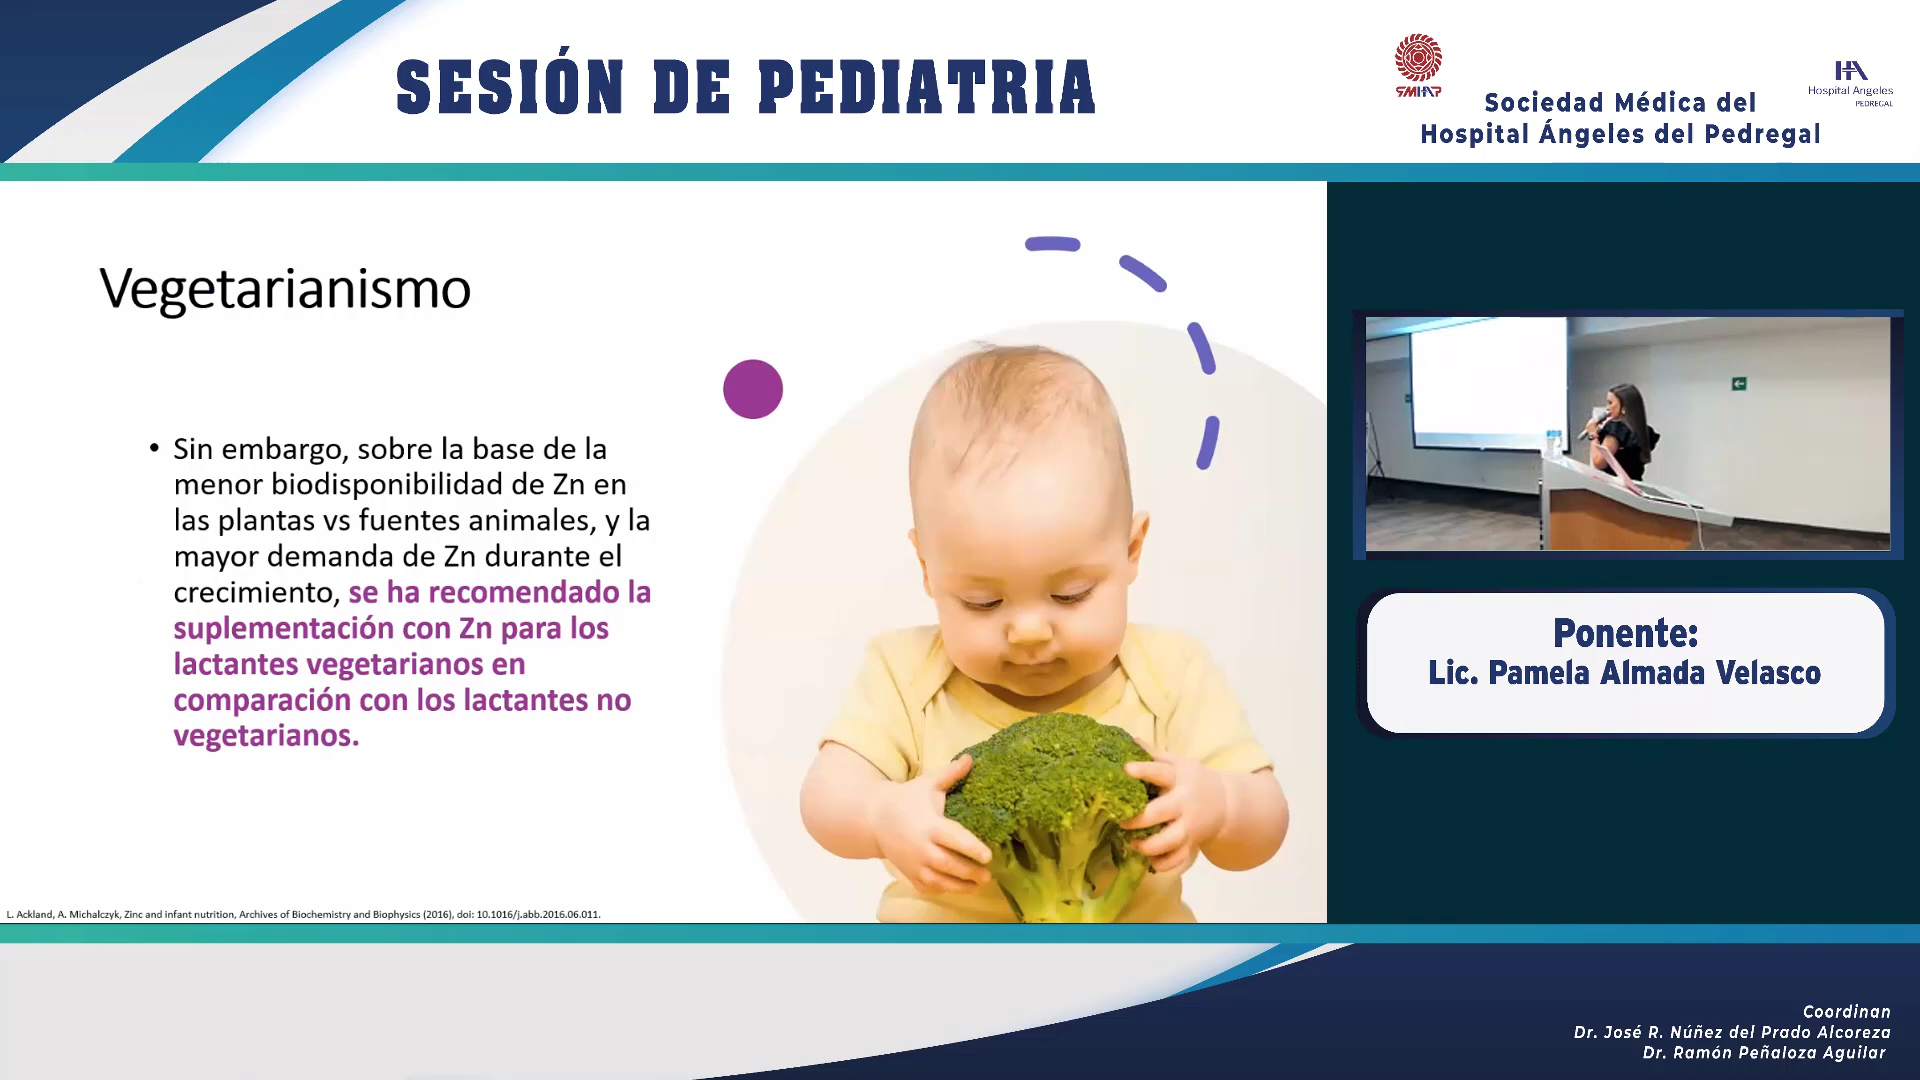 SESIÓN DE PEDIATRIA
SMHAP
Sociedad Médica del
Hospital Ángeles del Pedregal
HA
Hospital Angeles
PEDREGAL
Vegetarianismo
• Sin embargo, sobre la base de la
menor biodisponibilidad de Zn en
las plantas vs fuentes animales, y la
mayor demanda de Zn durante el
crecimiento, se ha recomendado la
suplementación con Zn para los
lactantes vegetarianos en
comparación con los lactantes no
vegetarianos.
L. Ackland, A. Michalczyk, Zinc and infant nutrition, Archives of Biochemistry and Biophysics (2016), doi: 10.1016/j.abb.2016.06.011.
Ponente:
Lic. Pamela Almada Velasco
Coordinan
Dr. José R. Núñez del Prado Alcoreza
Dr. Ramón Peñaloza Aguilar